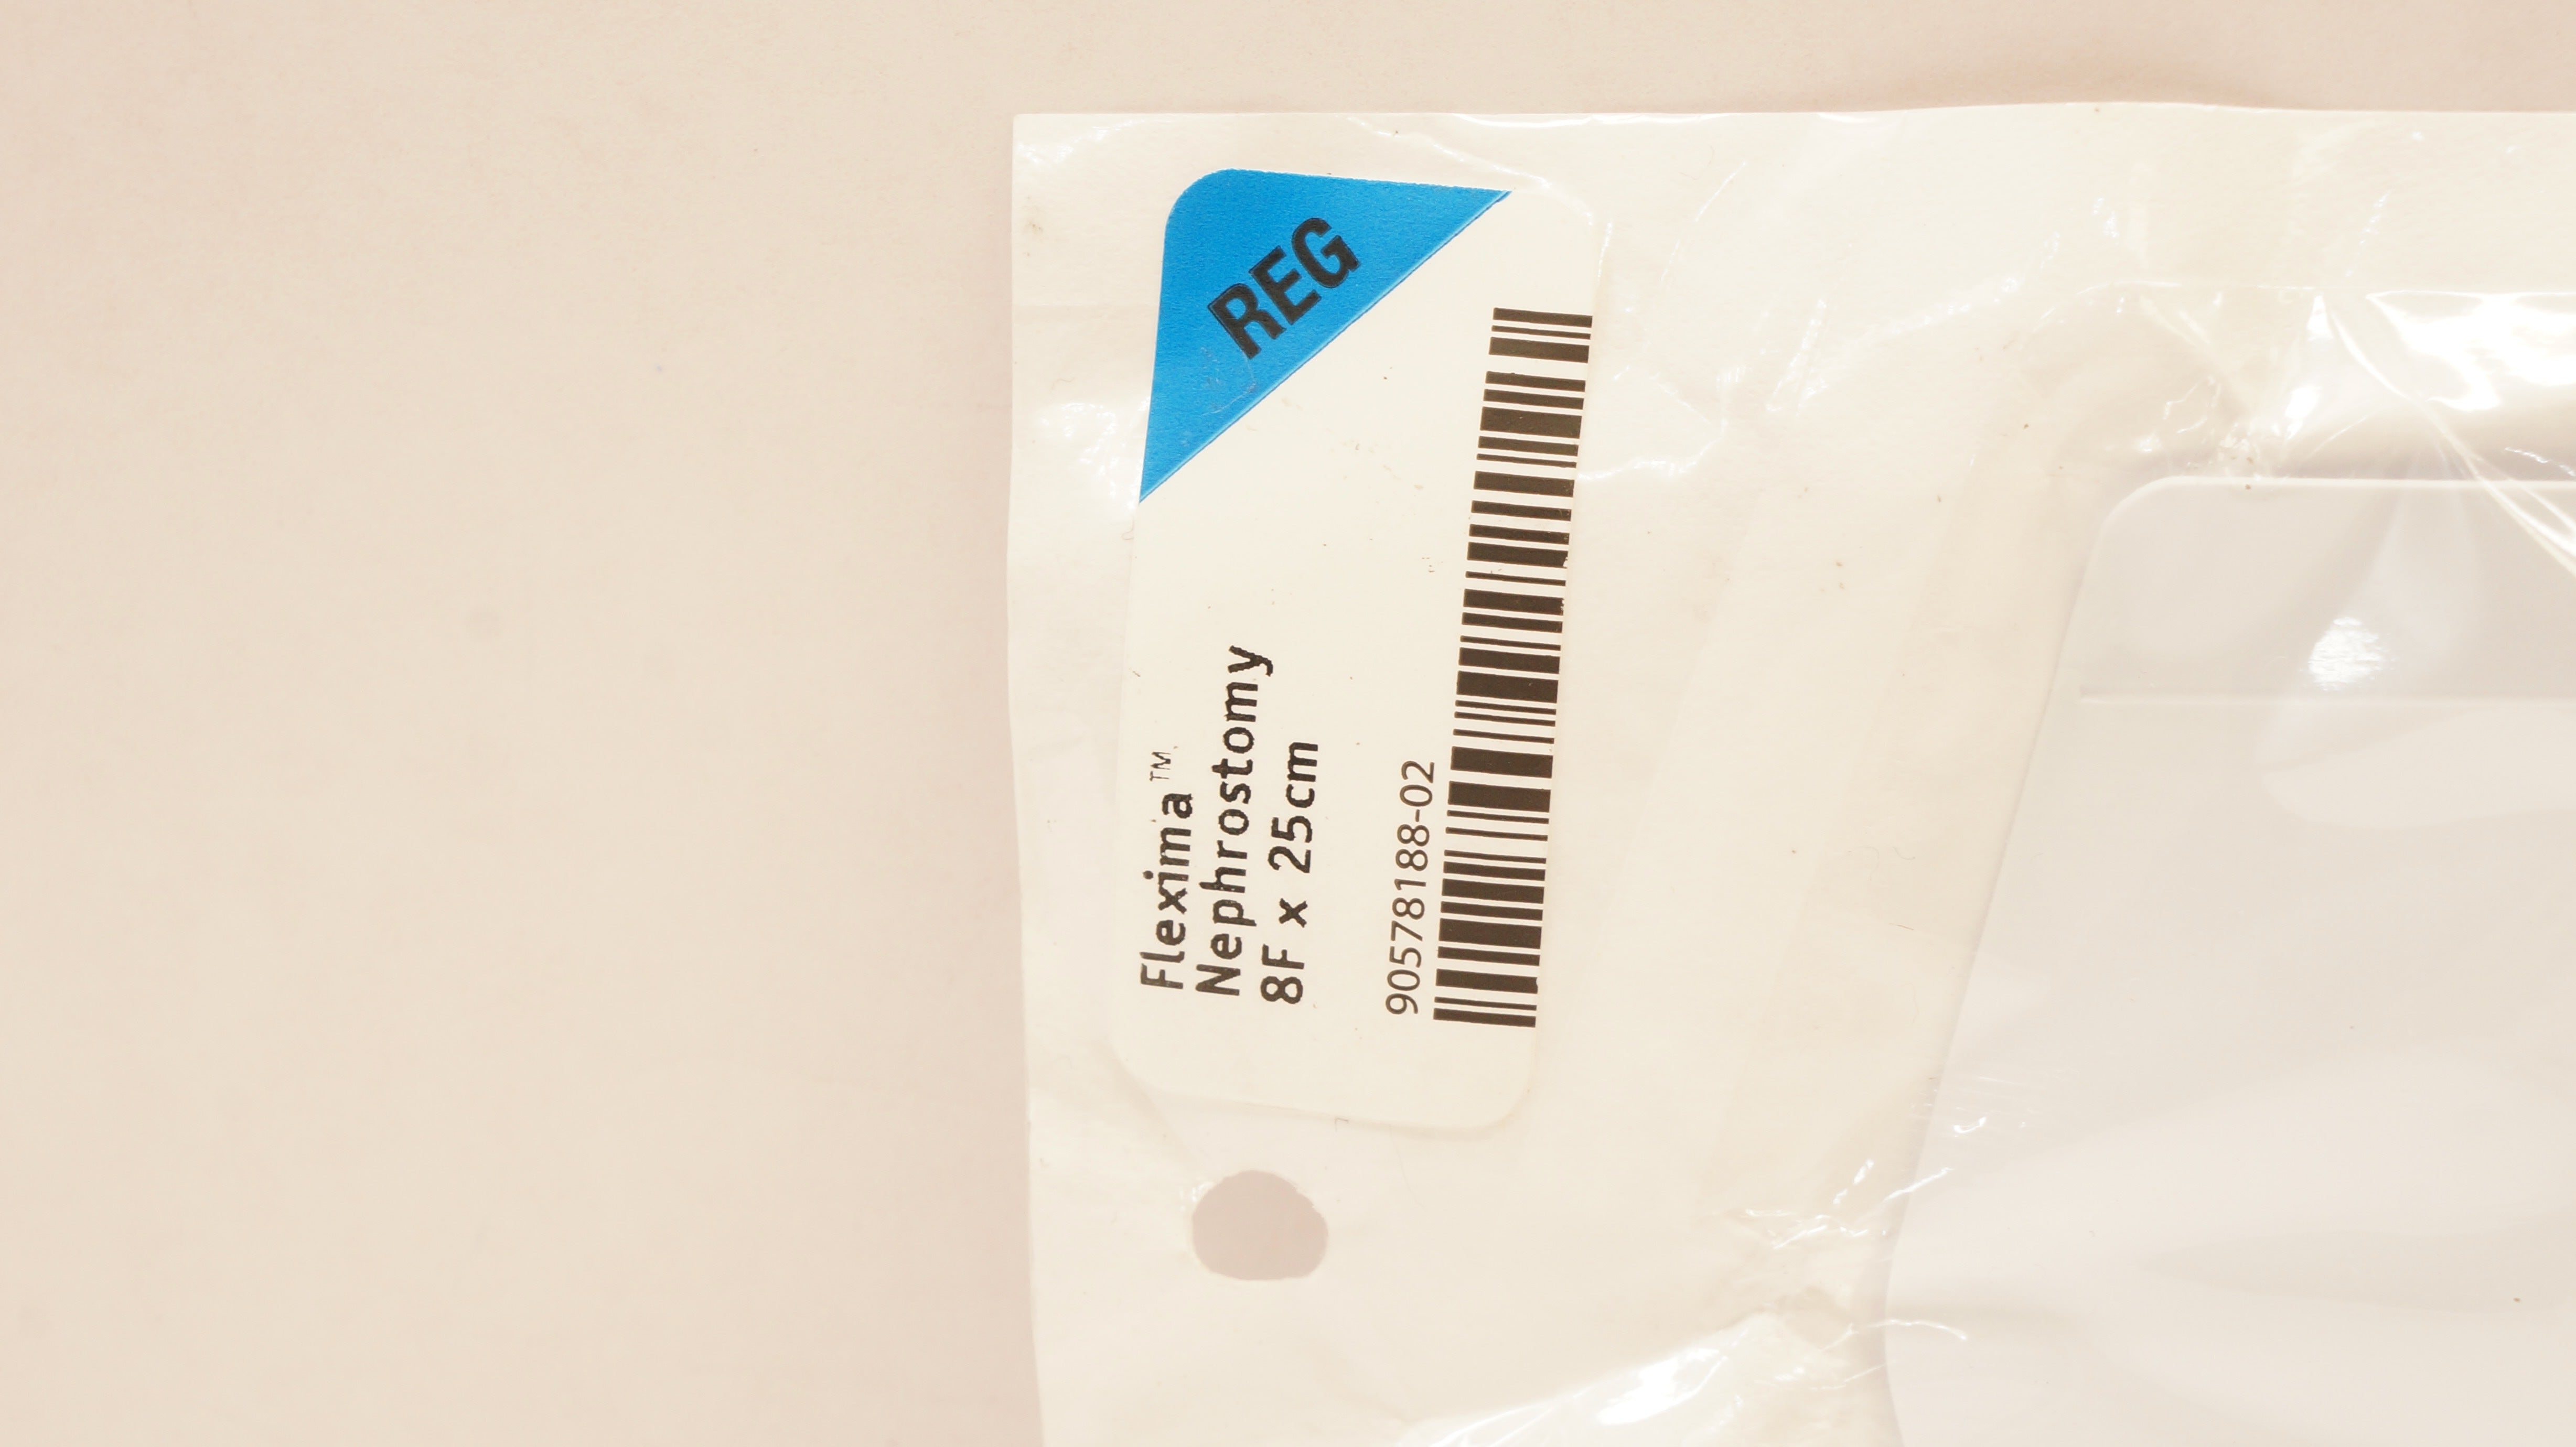 REG
Flexima™
Nephrostomy
8F x 25cm
90578188-02